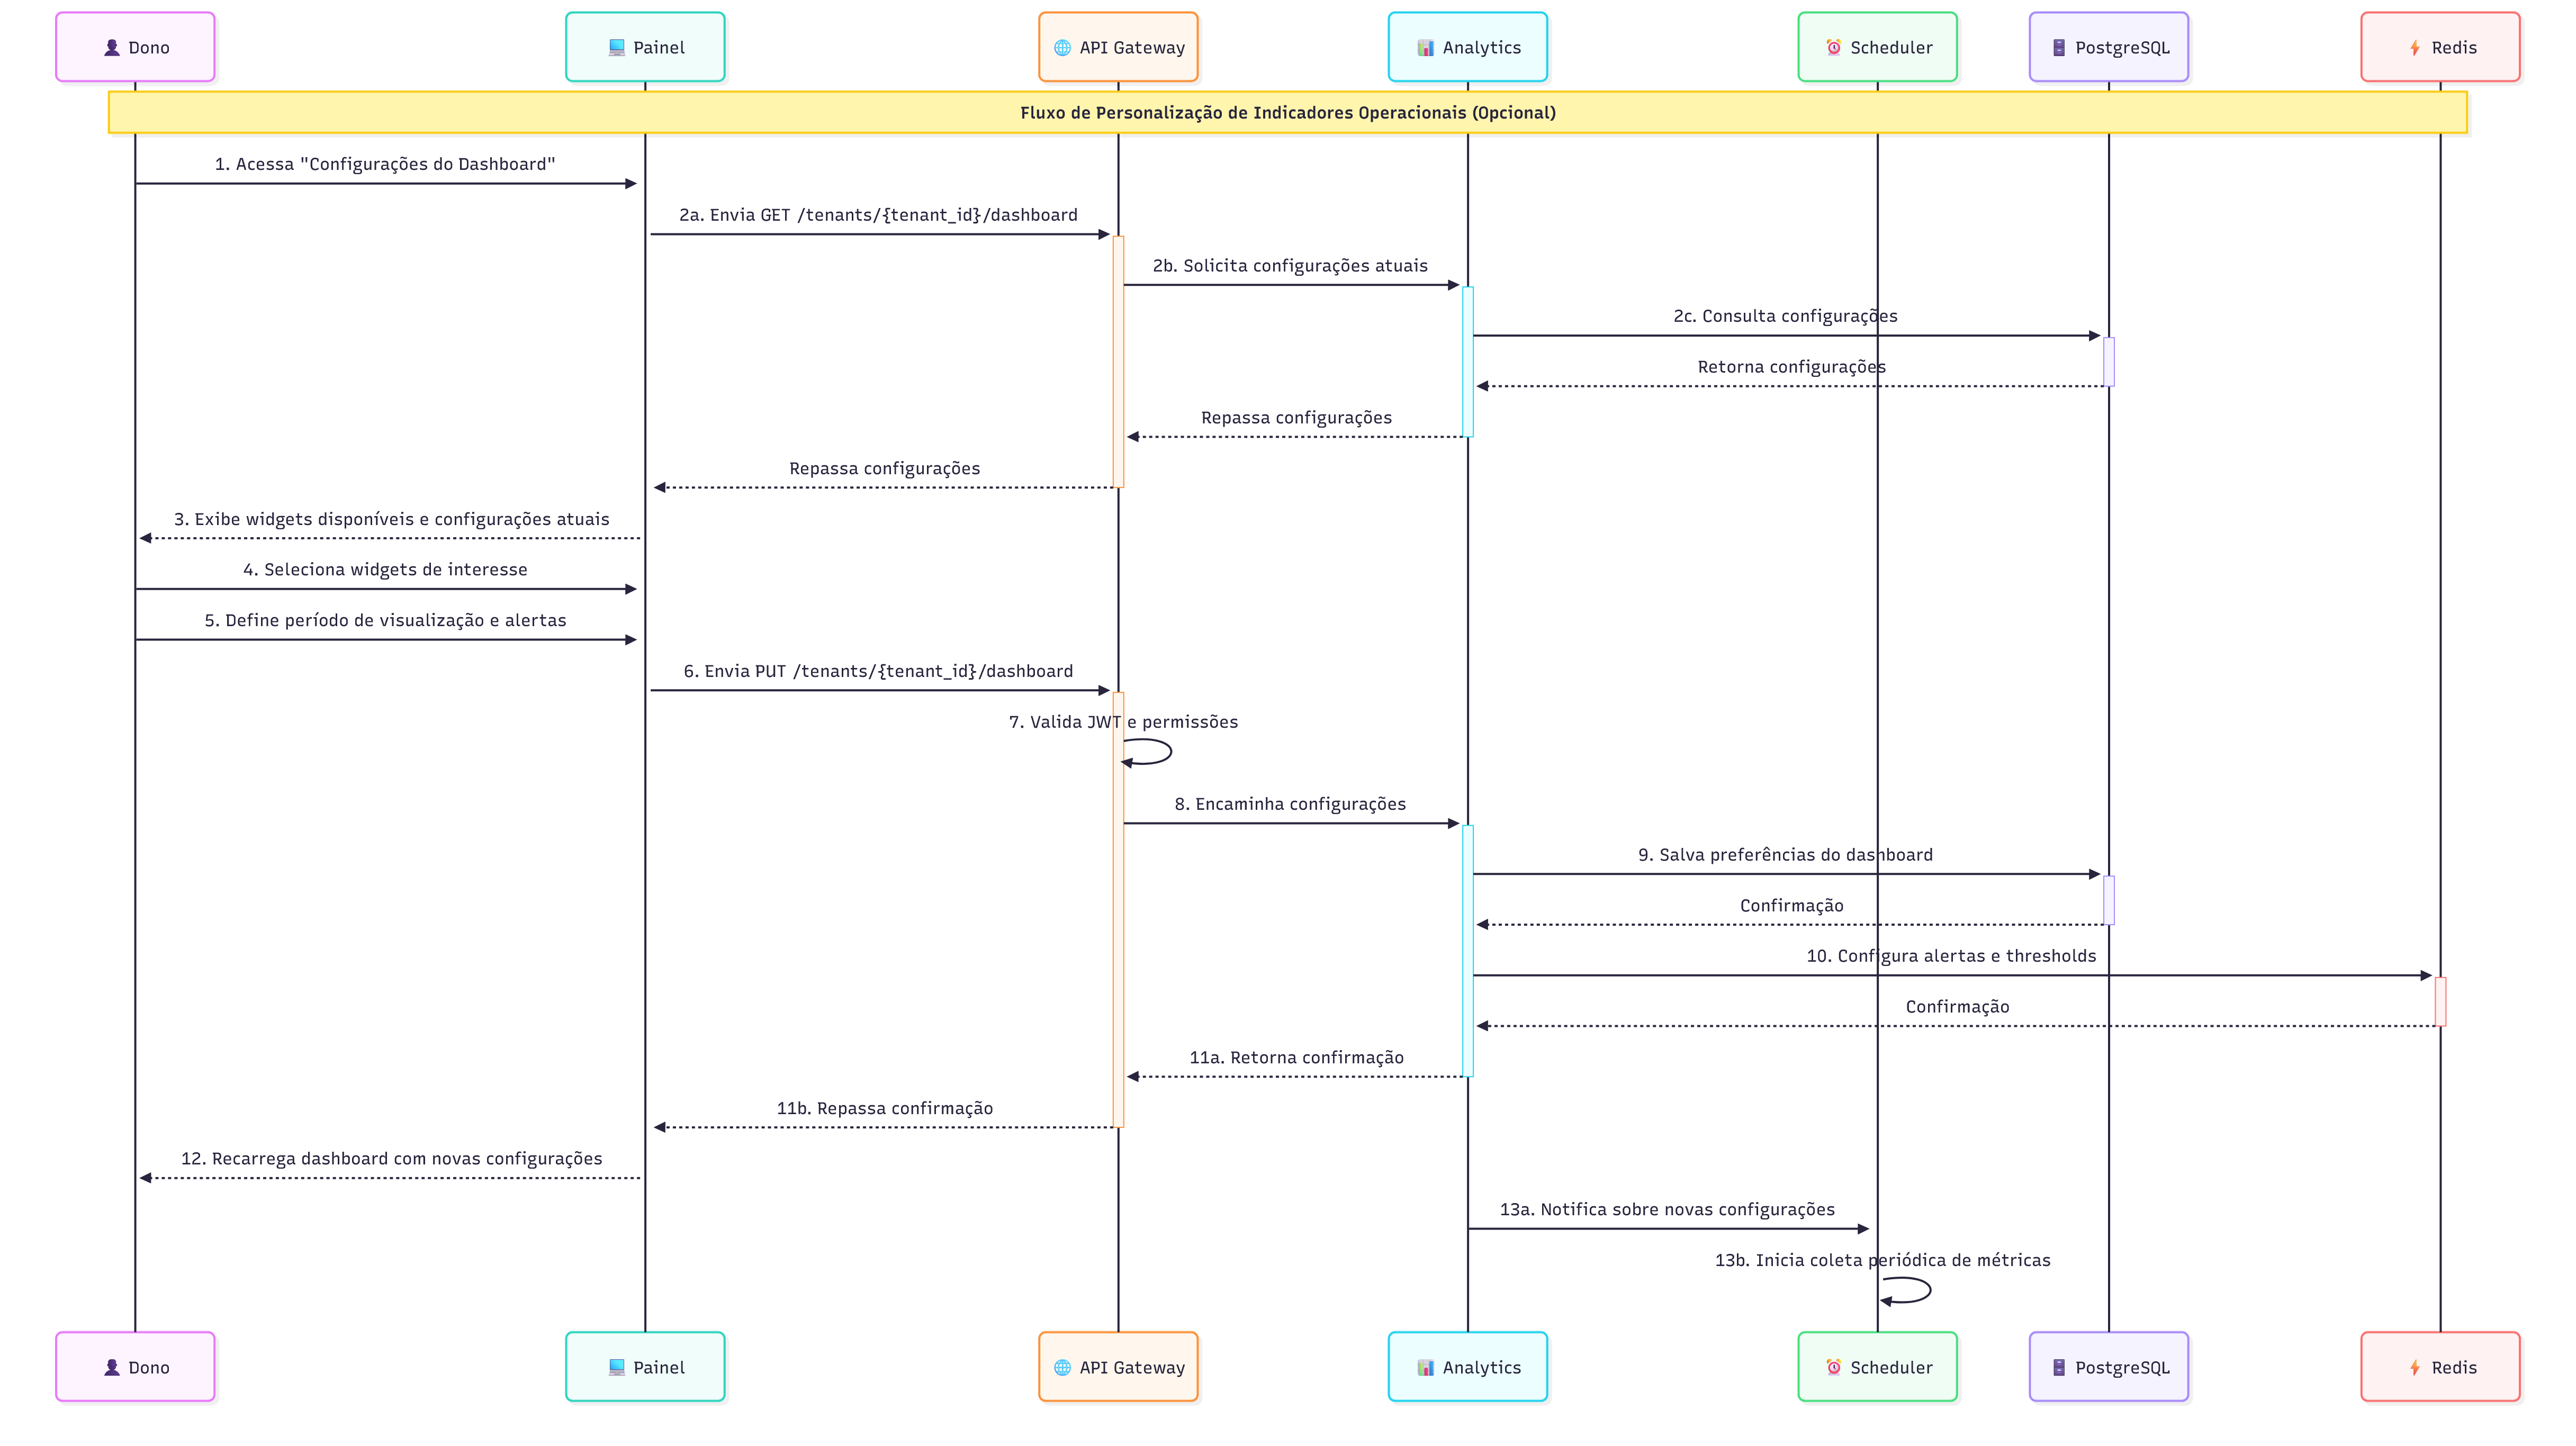 Dono
Painel
API Gateway
Analytics
Scheduler
PostgreSQL
Redis
Fluxo de Personalização de Indicadores Operacionais (Opcional)
1. Acessa "Configurações do Dashboard"
2a. Envia GET /tenants/{tenant_id}/dashboard
2b. Solicita configurações atuais
2c. Consulta configurações
Retorna configurações
Repassa configurações
Repassa configurações
3. Exibe widgets disponíveis e configurações atuais
4. Seleciona widgets de interesse
5. Define período de visualização e alertas
6. Envia PUT /tenants/{tenant_id}/dashboard
7. Valida JWT e permissões
8. Encaminha configurações
9. Salva preferências do dashboard
Confirmação
10. Configura alertas e thresholds
Confirmação
11a. Retorna confirmação
11b. Repassa confirmação
12. Recarrega dashboard com novas configurações
13a. Notifica sobre novas configurações
13b. Inicia coleta periódica de métricas
Dono
Painel
API Gateway
Analytics
Scheduler
PostgreSQL
Redis